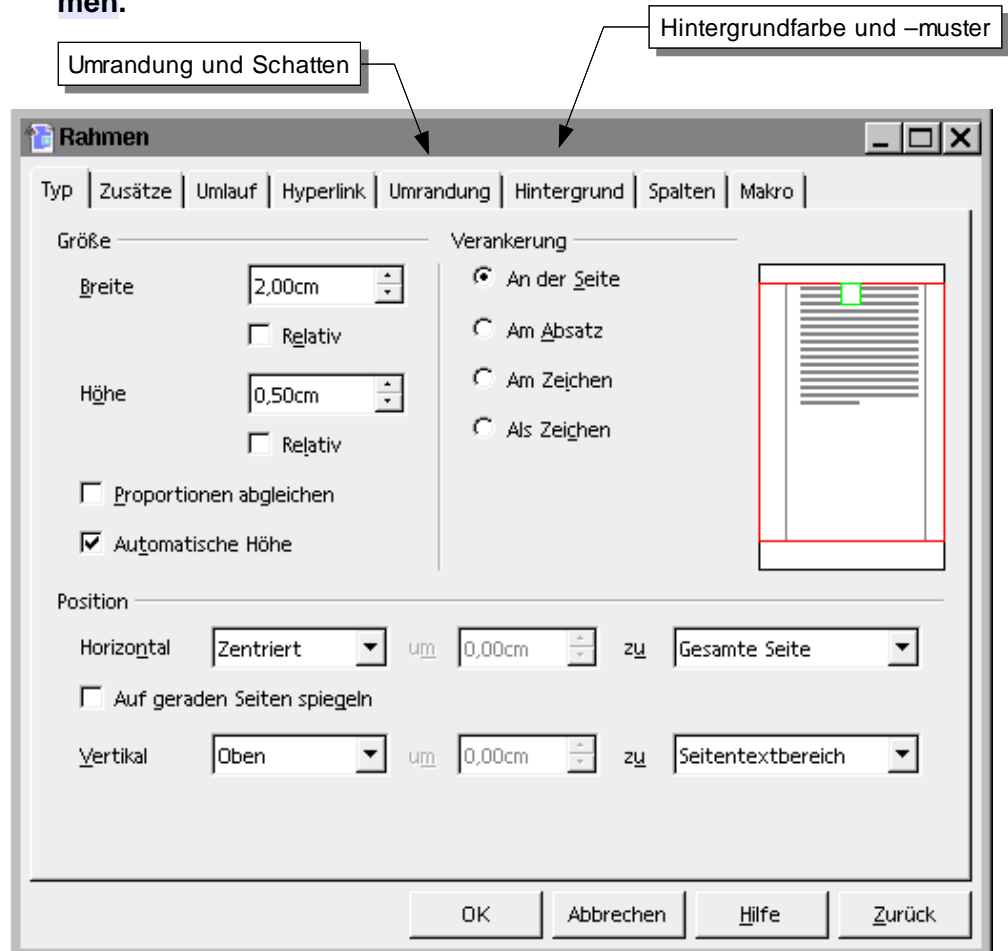 men.
Hintergrundfarbe und –muster
Umrandung und Schatten
Rahmen
Typ Zusätze Umlauf Hyperlink Umrandung Hintergrund Spalten Makro
Größe Verankerung
Breite 2,00cm An der Seite
Relativ Am Absatz
Höhe 0,50cm Am Zeichen
Relativ Als Zeichen
Proportionen abgleichen
Automatische Höhe
Position
Horizontal Zentriert um 0,00cm zu Gesamte Seite
Auf geraden Seiten spiegeln
Vertikal Oben um 0,00cm zu Seitentextbereich
OK Abbrechen Hilfe Zurück